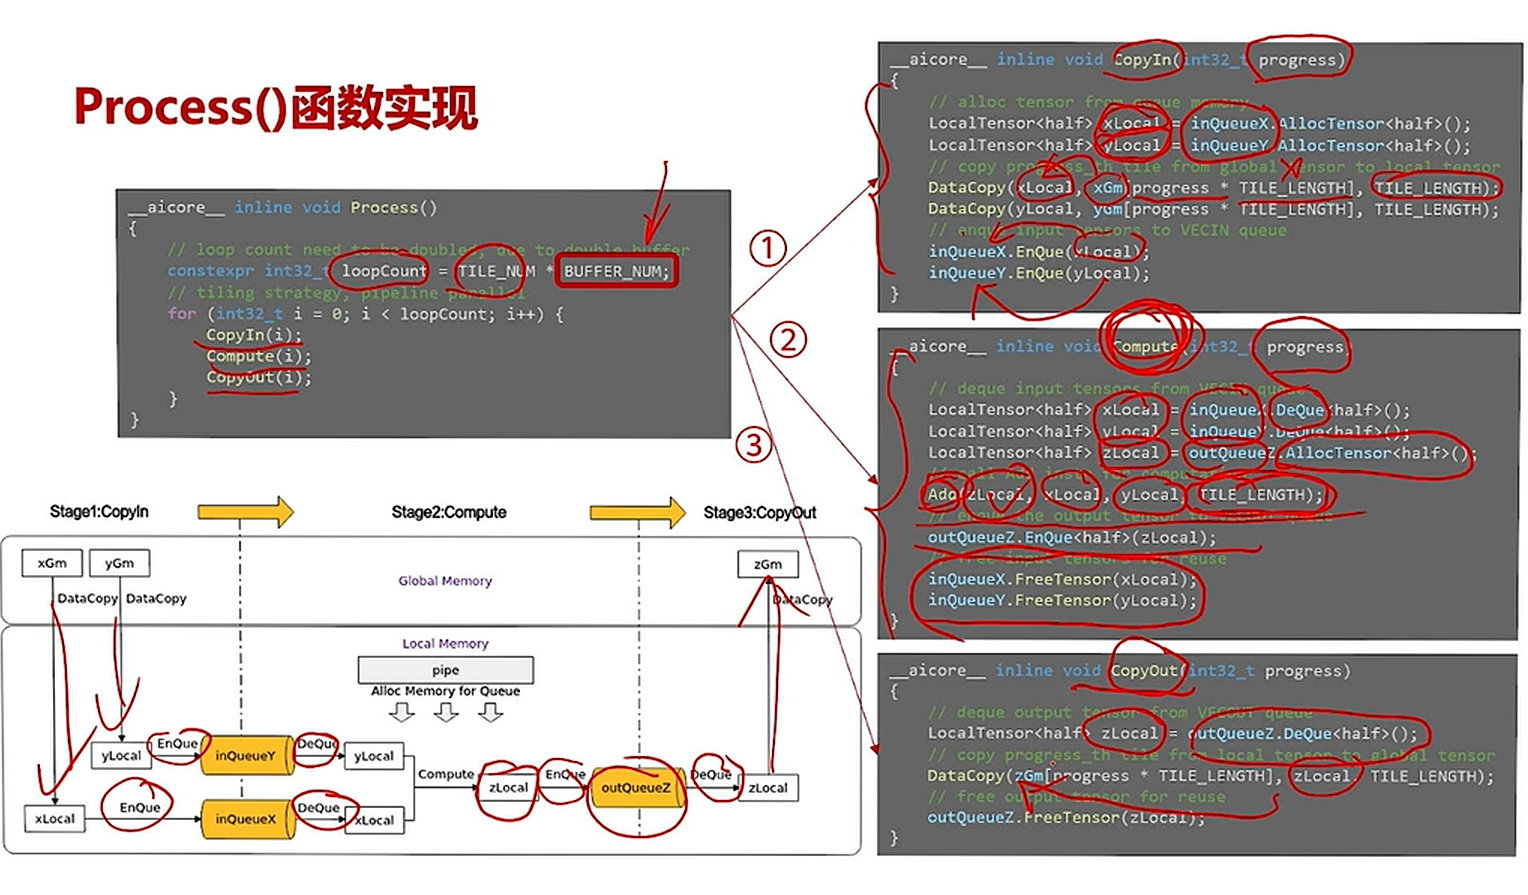 Process()函数实现
__aicore__ inline void Process()
{
// loop count need to be doubled, due to double buffer
constexpr int32_t loopCount = TILE_NUM * BUFFER_NUM;
// tiling strategy, pipeline parallel
for (int32_t i = 0; i < loopCount; i++) {
CopyIn(i);
Compute(i);
CopyOut(i);
}
}
①
②
③
__aicore__ inline void CopyIn(int32_t progress)
{
// alloc tensor from queue memory
LocalTensor<half> xLocal = inQueueX.AllocTensor<half>();
LocalTensor<half> yLocal = inQueueY.AllocTensor<half>();
// copy progress_th tile from global tensor to local tensor
DataCopy(xLocal, xGm[progress * TILE_LENGTH], TILE_LENGTH);
DataCopy(yLocal, yGm[progress * TILE_LENGTH], TILE_LENGTH);
// enque input tensors to VECIN queue
inQueueX.EnQue(xLocal);
inQueueY.EnQue(yLocal);
}
__aicore__ inline void Compute(int32_t progress)
{
// deque input tensors from VECIN queue
LocalTensor<half> xLocal = inQueueX.DeQue<half>();
LocalTensor<half> yLocal = inQueueY.DeQue<half>();
LocalTensor<half> zLocal = outQueueZ.AllocTensor<half>();
// call Add instr for computation
Add(zLocal, xLocal, yLocal, TILE_LENGTH);
// enque the output tensor to VECOUT queue
outQueueZ.EnQue<half>(zLocal);
// free input tensors for reuse
inQueueX.FreeTensor(xLocal);
inQueueY.FreeTensor(yLocal);
}
__aicore__ inline void CopyOut(int32_t progress)
{
// deque output tensor from VECOUT queue
LocalTensor<half> zLocal = outQueueZ.DeQue<half>();
// copy progress_th tile from local tensor to global tensor
DataCopy(zGm[progress * TILE_LENGTH], zLocal, TILE_LENGTH);
// free output tensor for reuse
outQueueZ.FreeTensor(zLocal);
}
Stage1:CopyIn
Stage2:Compute
Stage3:CopyOut
xGm
yGm
zGm
Global Memory
DataCopy
DataCopy
DataCopy
Local Memory
pipe
Alloc Memory for Queue
yLocal
EnQue
inQueueY
DeQue
yLocal
Compute
zLocal
EnQue
outQueueZ
DeQue
zLocal
xLocal
EnQue
inQueueX
DeQue
xLocal